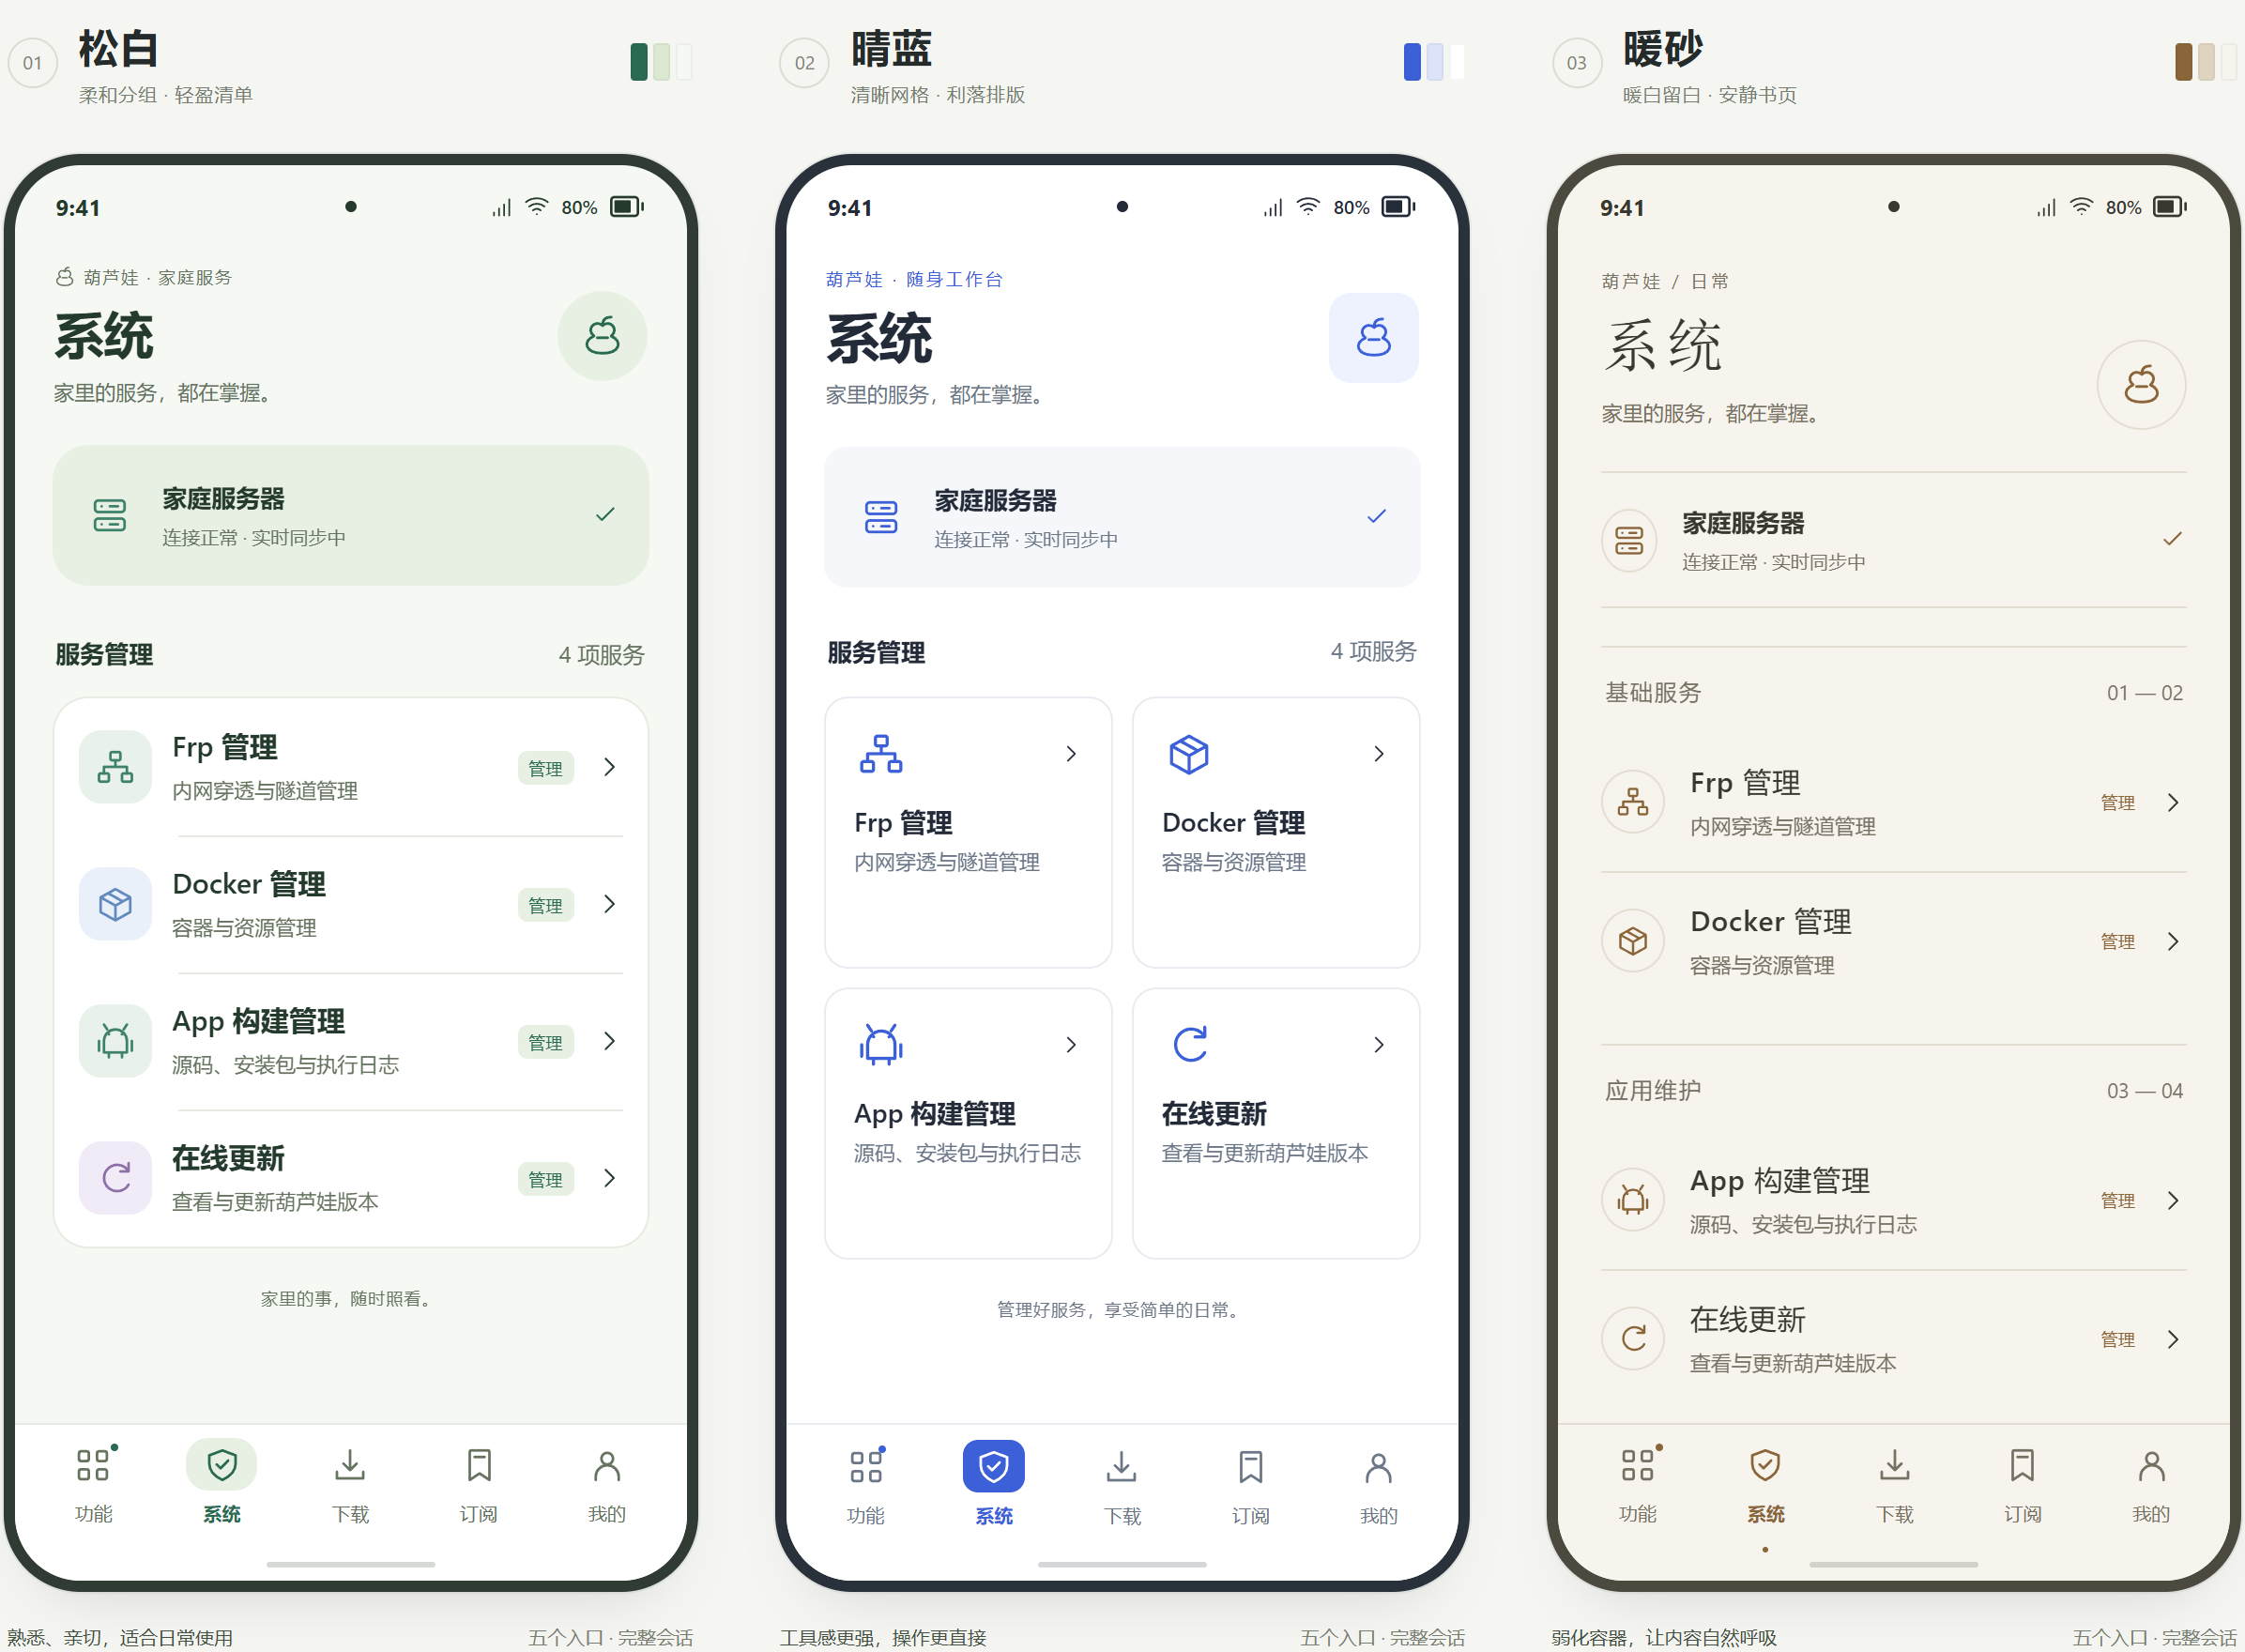 01
松白
柔和分组 · 轻盈清单
9:41
80%
葫芦娃 · 家庭服务
系统
家里的服务，都在掌握。
家庭服务器
连接正常 · 实时同步中
服务管理
4 项服务
Frp 管理
内网穿透与隧道管理
管理
Docker 管理
容器与资源管理
管理
App 构建管理
源码、安装包与执行日志
管理
在线更新
查看与更新葫芦娃版本
管理
家里的事，随时照看。
功能
系统
下载
订阅
我的
熟悉、亲切，适合日常使用
五个入口 · 完整会话
02
晴蓝
清晰网格 · 利落排版
9:41
80%
葫芦娃 · 随身工作台
系统
家里的服务，都在掌握。
家庭服务器
连接正常 · 实时同步中
服务管理
4 项服务
Frp 管理
内网穿透与隧道管理
Docker 管理
容器与资源管理
App 构建管理
源码、安装包与执行日志
在线更新
查看与更新葫芦娃版本
管理好服务，享受简单的日常。
功能
系统
下载
订阅
我的
工具感更强，操作更直接
五个入口 · 完整会话
03
暖砂
暖白留白 · 安静书页
9:41
80%
葫芦娃 / 日常
系统
家里的服务，都在掌握。
家庭服务器
连接正常 · 实时同步中
基础服务
01 — 02
Frp 管理
内网穿透与隧道管理
管理
Docker 管理
容器与资源管理
管理
应用维护
03 — 04
App 构建管理
源码、安装包与执行日志
管理
在线更新
查看与更新葫芦娃版本
管理
功能
系统
下载
订阅
我的
弱化容器，让内容自然呼吸
五个入口 · 完整会话